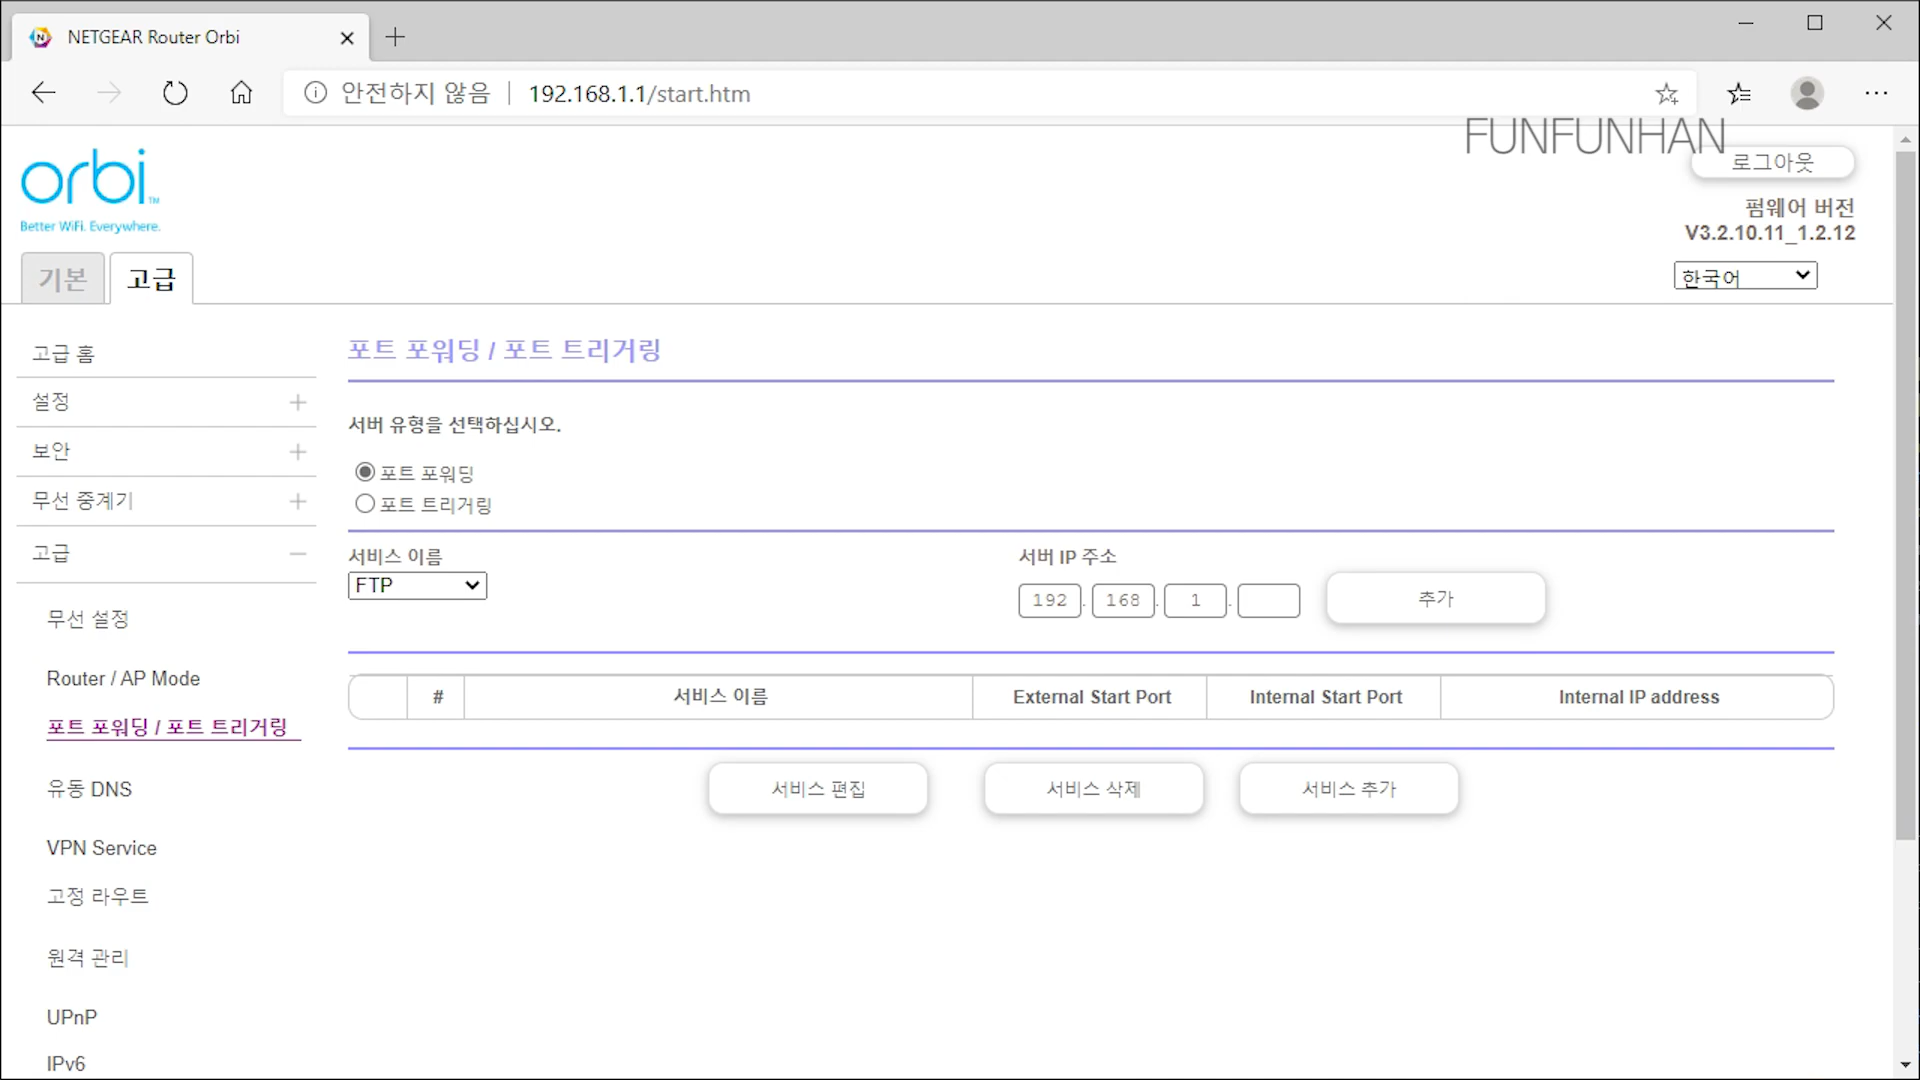 NETGEAR Router Orbi
안전하지 않음 | 192.168.1.1/start.htm
FUNFUNHAN
orbi™
Better WiFi. Everywhere.
로그아웃
펌웨어 버전
V3.2.10.11_1.2.12
기본
고급
한국어
고급 홈
설정
보안
무선 중계기
고급
무선 설정
Router / AP Mode
포트 포워딩 / 포트 트리거링
유동 DNS
VPN Service
고정 라우트
원격 관리
UPnP
IPv6
포트 포워딩 / 포트 트리거링
서버 유형을 선택하십시오.
포트 포워딩
포트 트리거링
서비스 이름
FTP
서버 IP 주소
192 . 168 . 1 .
추가
# 서비스 이름 External Start Port Internal Start Port Internal IP address
서비스 편집 서비스 삭제 서비스 추가